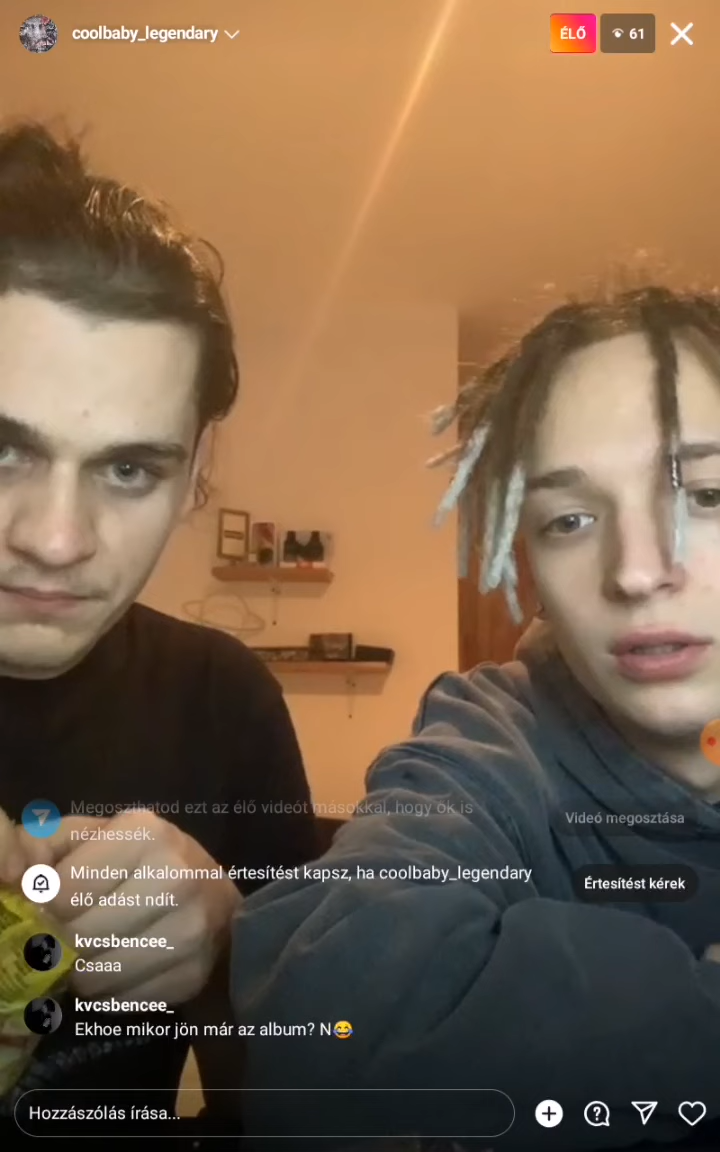 coolbaby_legendary
ÉLŐ
61
Megoszthatod ezt az élő videót másokkal, hogy ők is
nézhessék.
Videó megosztása
Minden alkalommal értesítést kapsz, ha coolbaby_legendary
élő adást ndít.
Értesítést kérek
kvcsbencee_
Csaaa
kvcsbencee_
Ekhoe mikor jön már az album? N😂
Hozzászólás írása...